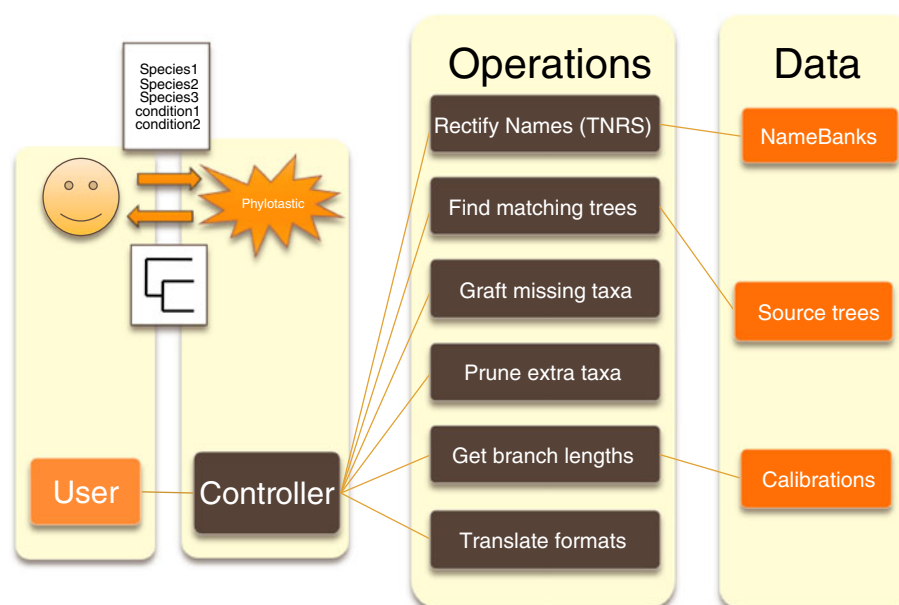 Species1
Species2
Species3
condition1
condition2
Phylotastic
User
Controller
Operations
Rectify Names (TNRS)
Find matching trees
Graft missing taxa
Prune extra taxa
Get branch lengths
Translate formats
Data
NameBanks
Source trees
Calibrations